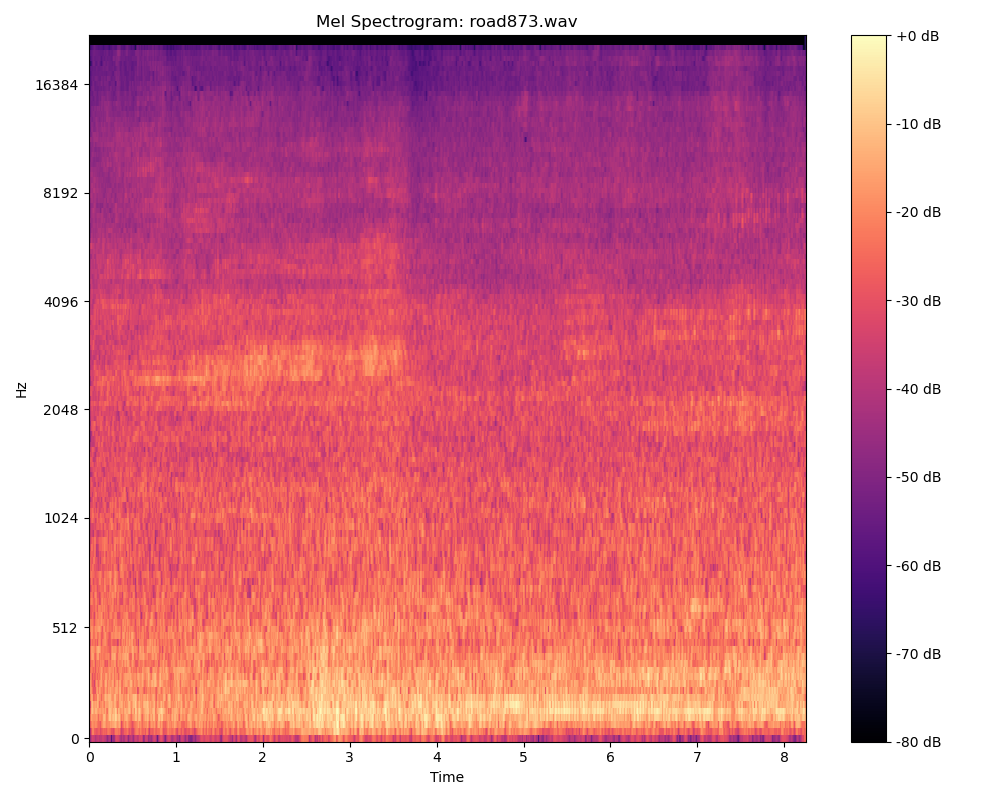 Mel Spectrogram: road873.wav
+0 dB
16384
-10 dB
8192
-20 dB
4096
-30 dB
Hz
-40 dB
2048
-50 dB
1024
-60 dB
512
-70 dB
0
-80 dB
0 1 2 3 4 5 6 7 8
Time